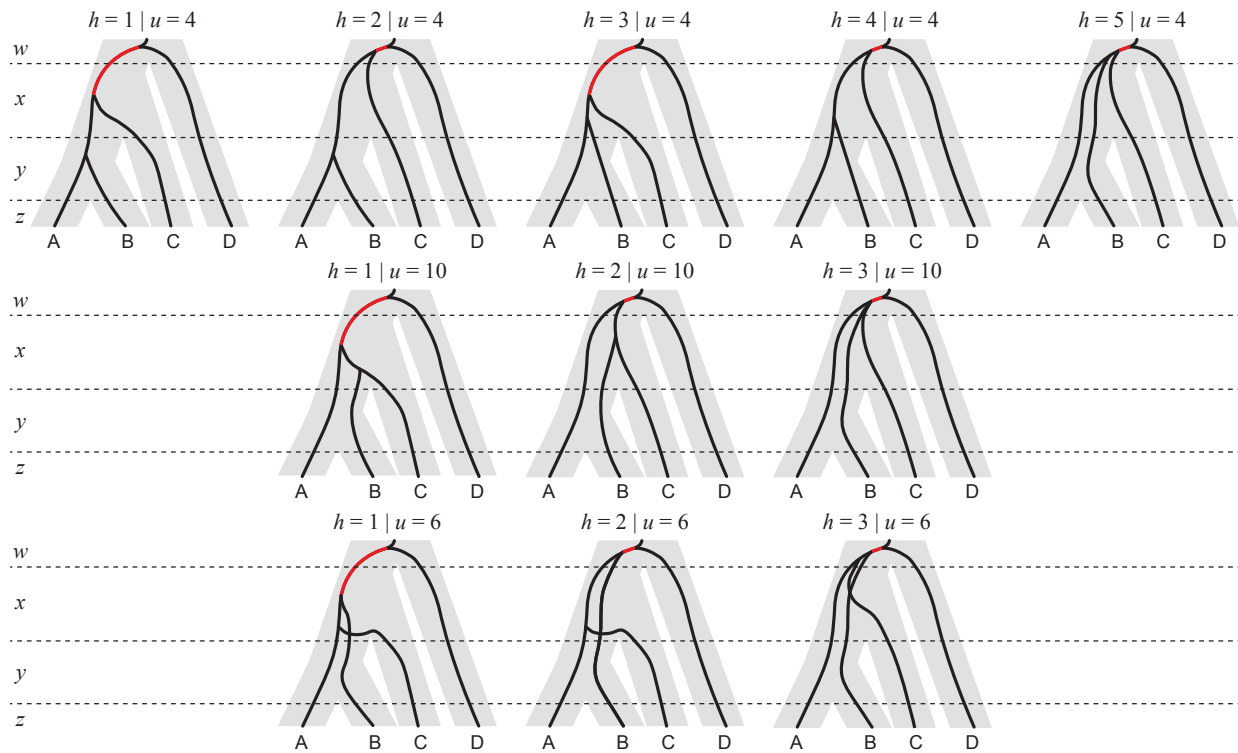 h = 1 | u = 4 h = 2 | u = 4 h = 3 | u = 4 h = 4 | u = 4 h = 5 | u = 4
w
x
y
z
A B C D A B C D A B C D A B C D A B C D
h = 1 | u = 10 h = 2 | u = 10 h = 3 | u = 10
w
x
y
z
A B C D A B C D A B C D
h = 1 | u = 6 h = 2 | u = 6 h = 3 | u = 6
w
x
y
z
A B C D A B C D A B C D